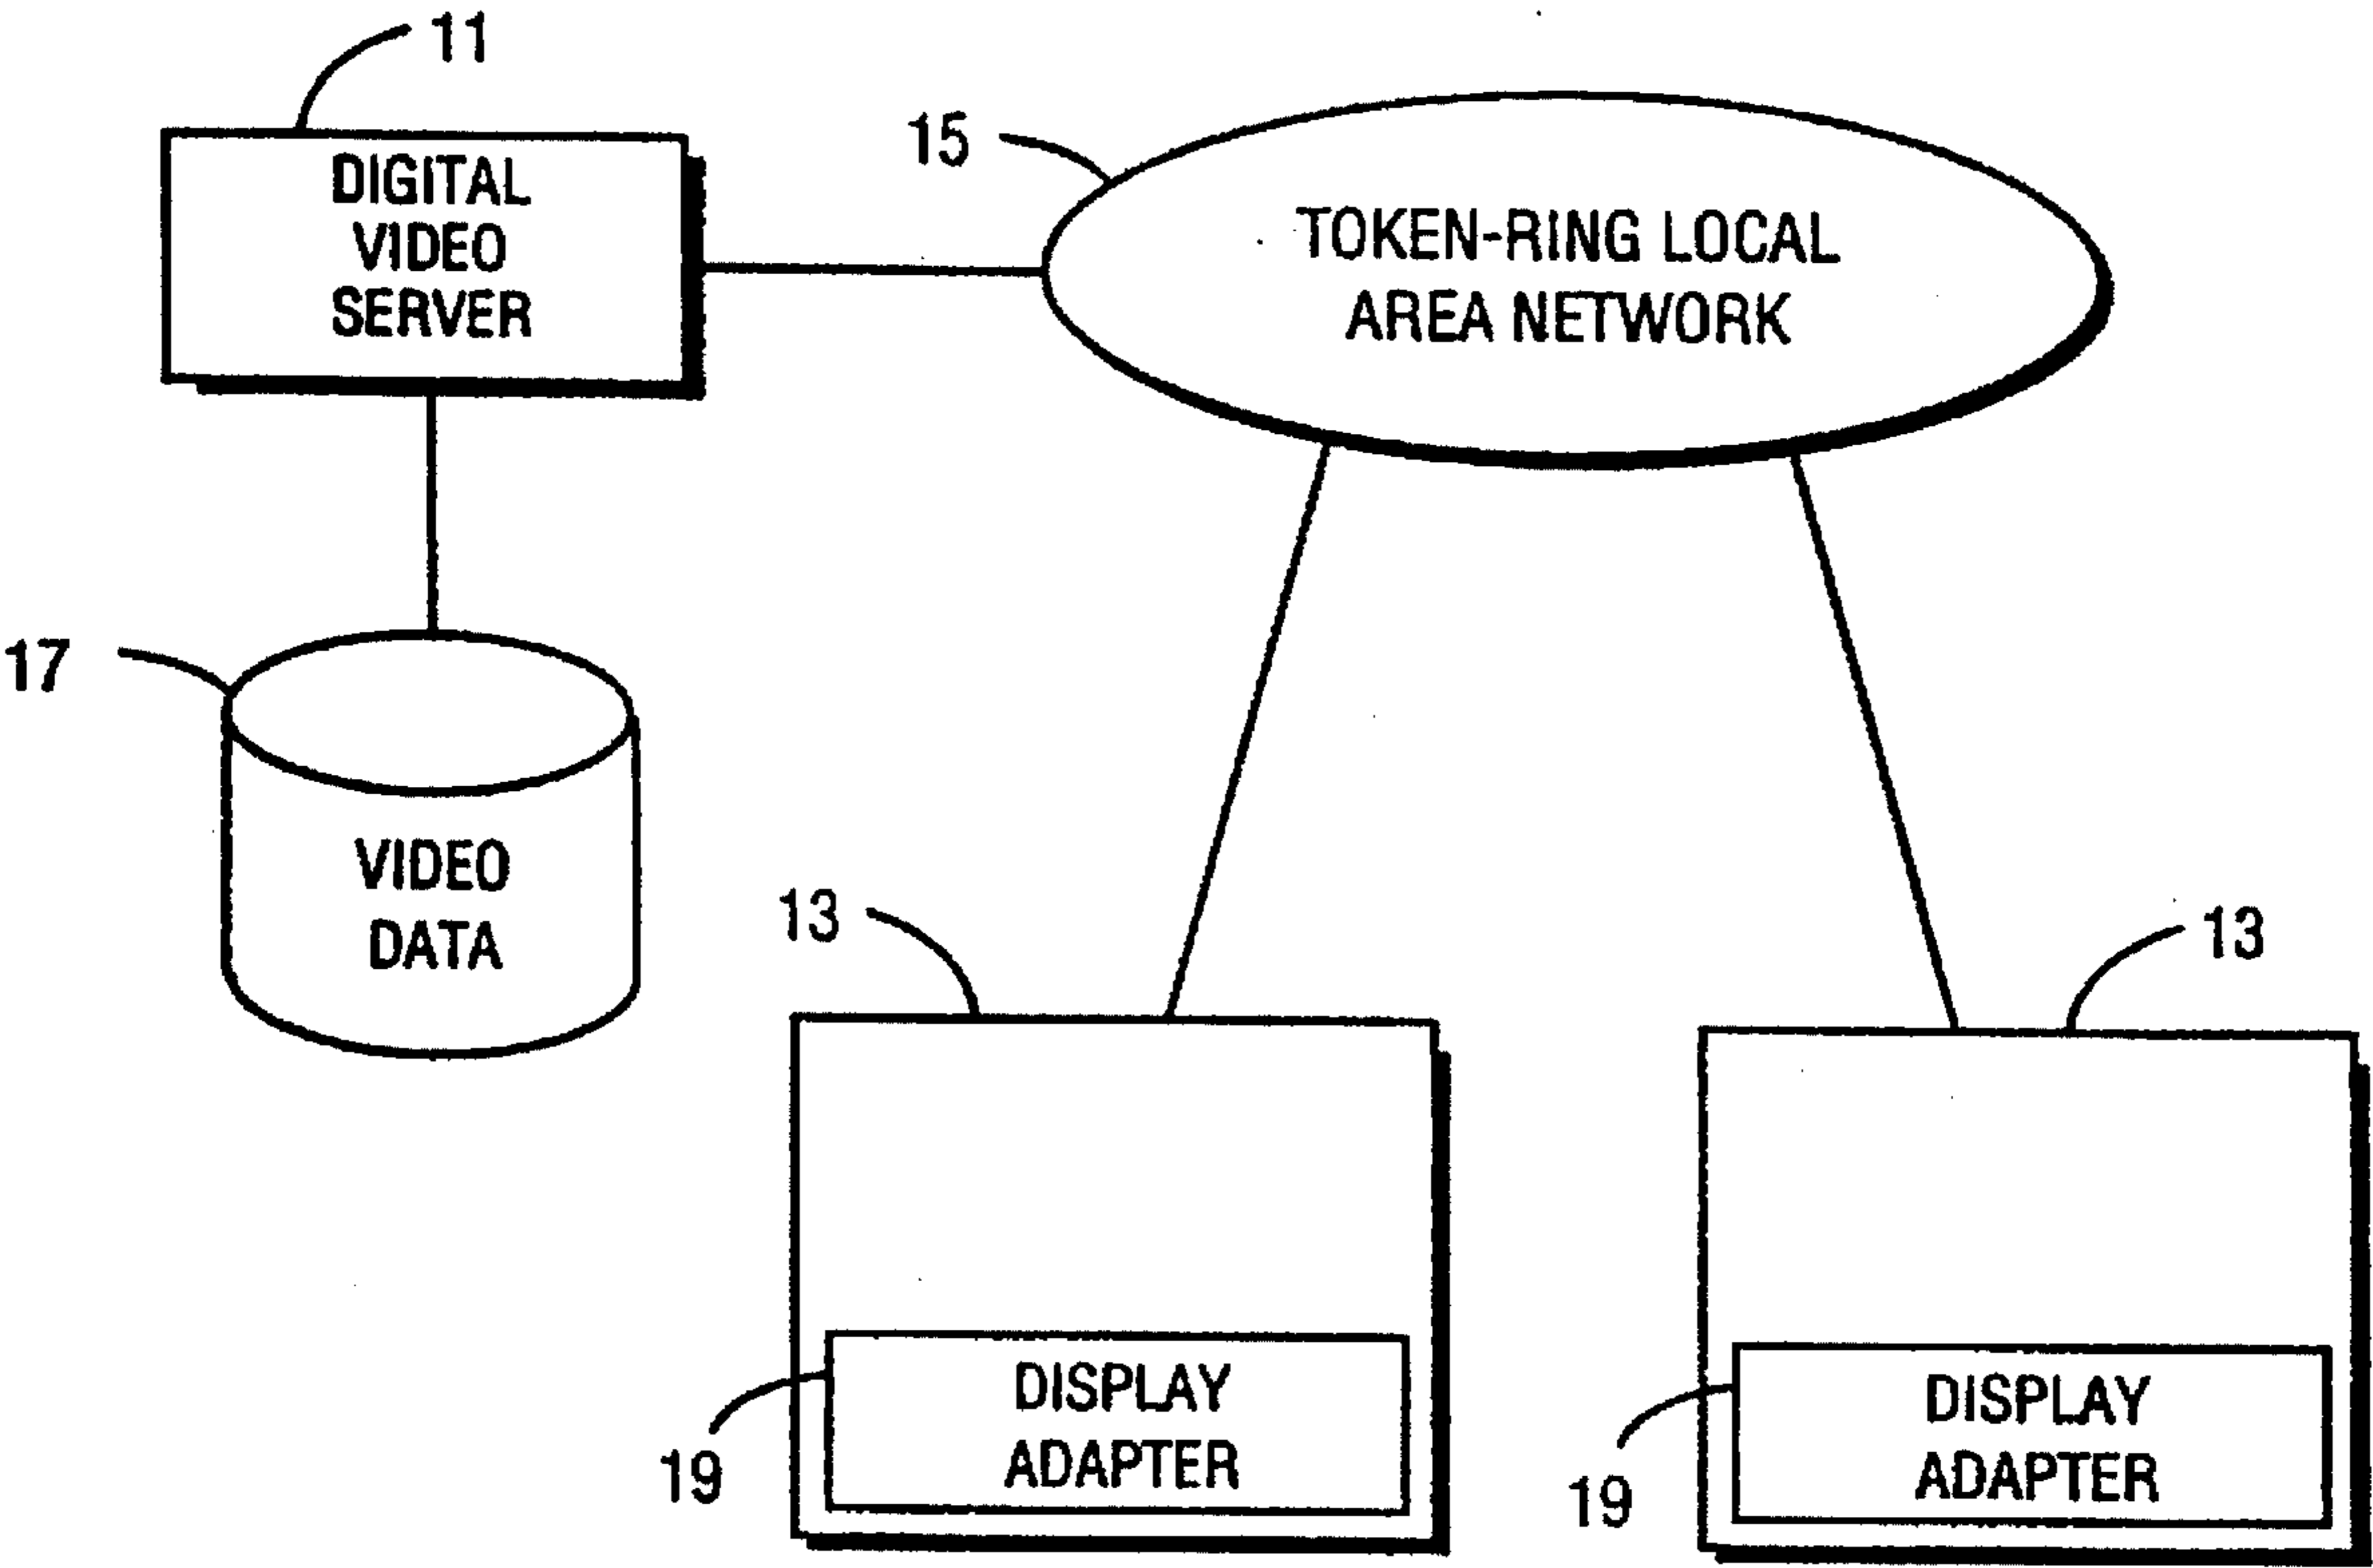 11
DIGITAL
VIDEO
SERVER
15
TOKEN-RING LOCAL
AREA NETWORK
17
VIDEO
DATA
13
13
DISPLAY
ADAPTER
19
DISPLAY
ADAPTER
19